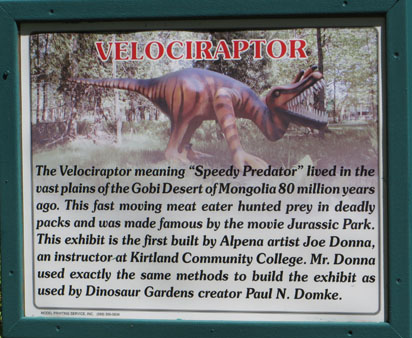 VELOCIRAPTOR
The Velociraptor meaning "Speedy Predator" lived in the
vast plains of the Gobi Desert of Mongolia 80 million years
ago. This fast moving meat eater hunted prey in deadly
packs and was made famous by the movie Jurassic Park.
This exhibit is the first built by Alpena artist Joe Donna,
an instructor at Kirtland Community College. Mr. Donna
used exactly the same methods to build the exhibit as
used by Dinosaur Gardens creator Paul N. Domke.
MODEL PRINTING SERVICE, INC.